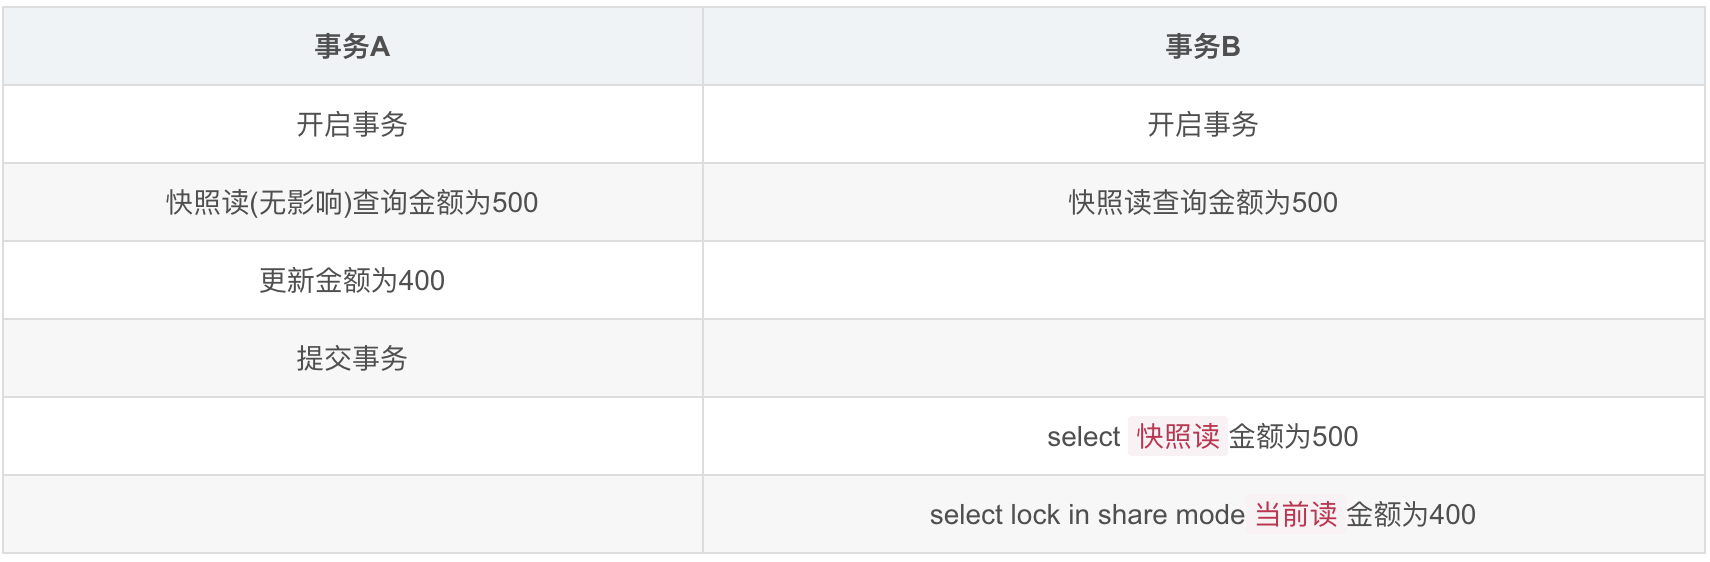 事务A 事务B
开启事务 开启事务
快照读(无影响)查询金额为500 快照读查询金额为500
更新金额为400
提交事务
select 快照读 金额为500
select lock in share mode 当前读 金额为400